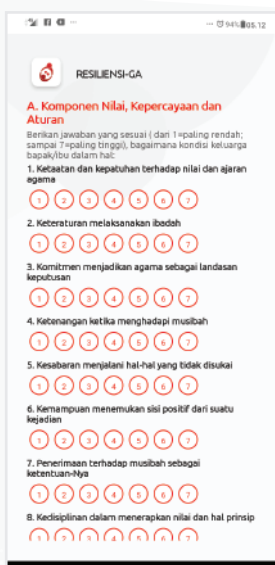 94% 05.12
RESILIENSI-GA
A. Komponen Nilai, Kepercayaan dan
Aturan
Berikan jawaban yang sesuai ( dari 1=paling rendah;
sampai 7=paling tinggi), bagaimana kondisi keluarga
bapak/ibu dalam hal:
1. Ketaatan dan kepatuhan terhadap nilai dan ajaran
agama
1 2 3 4 5 6 7
2. Keteraturan melaksanakan ibadah
1 2 3 4 5 6 7
3. Komitmen menjadikan agama sebagai landasan
keputusan
1 2 3 4 5 6 7
4. Ketenangan ketika menghadapi musibah
1 2 3 4 5 6 7
5. Kesabaran menjalani hal-hal yang tidak disukai
1 2 3 4 5 6 7
6. Kemampuan menemukan sisi positif dari suatu
kejadian
1 2 3 4 5 6 7
7. Penerimaan terhadap musibah sebagai
ketentuan-Nya
1 2 3 4 5 6 7
8. Kedisiplinan dalam menerapkan nilai dan hal prinsip
1 2 3 4 5 6 7